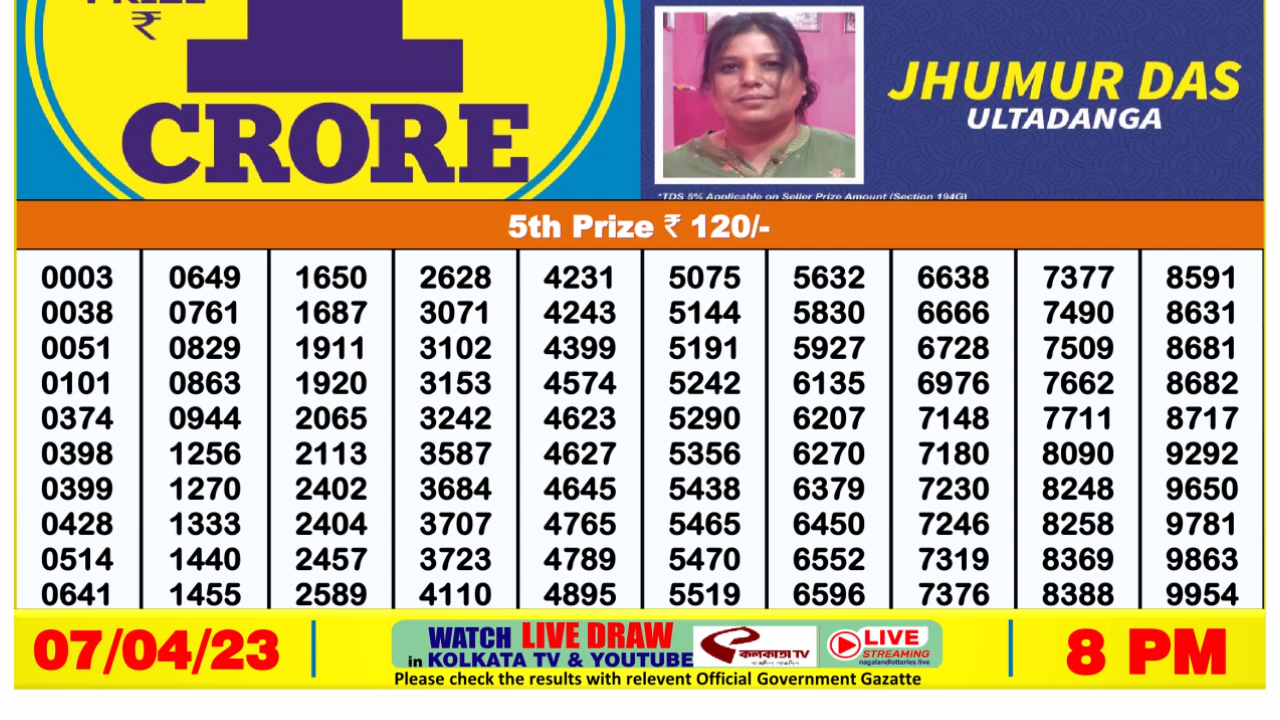 PRIZE
₹
1
CRORE
JHUMUR DAS
ULTADANGA
*TDS 5% Applicable on Seller Prize Amount (Section 194G)
5th Prize ₹ 120/-
0003 0649 1650 2628 4231 5075 5632 6638 7377 8591
0038 0761 1687 3071 4243 5144 5830 6666 7490 8631
0051 0829 1911 3102 4399 5191 5927 6728 7509 8681
0101 0863 1920 3153 4574 5242 6135 6976 7662 8682
0374 0944 2065 3242 4623 5290 6207 7148 7711 8717
0398 1256 2113 3587 4627 5356 6270 7180 8090 9292
0399 1270 2402 3684 4645 5438 6379 7230 8248 9650
0428 1333 2404 3707 4765 5465 6450 7246 8258 9781
0514 1440 2457 3723 4789 5470 6552 7319 8369 9863
0641 1455 2589 4110 4895 5519 6596 7376 8388 9954
07/04/23
WATCH LIVE DRAW
in KOLKATA TV & YOUTUBE
কলকাতা TV
LIVE
STREAMING
nagalandlotteries.live
8 PM
Please check the results with relevent Official Government Gazatte